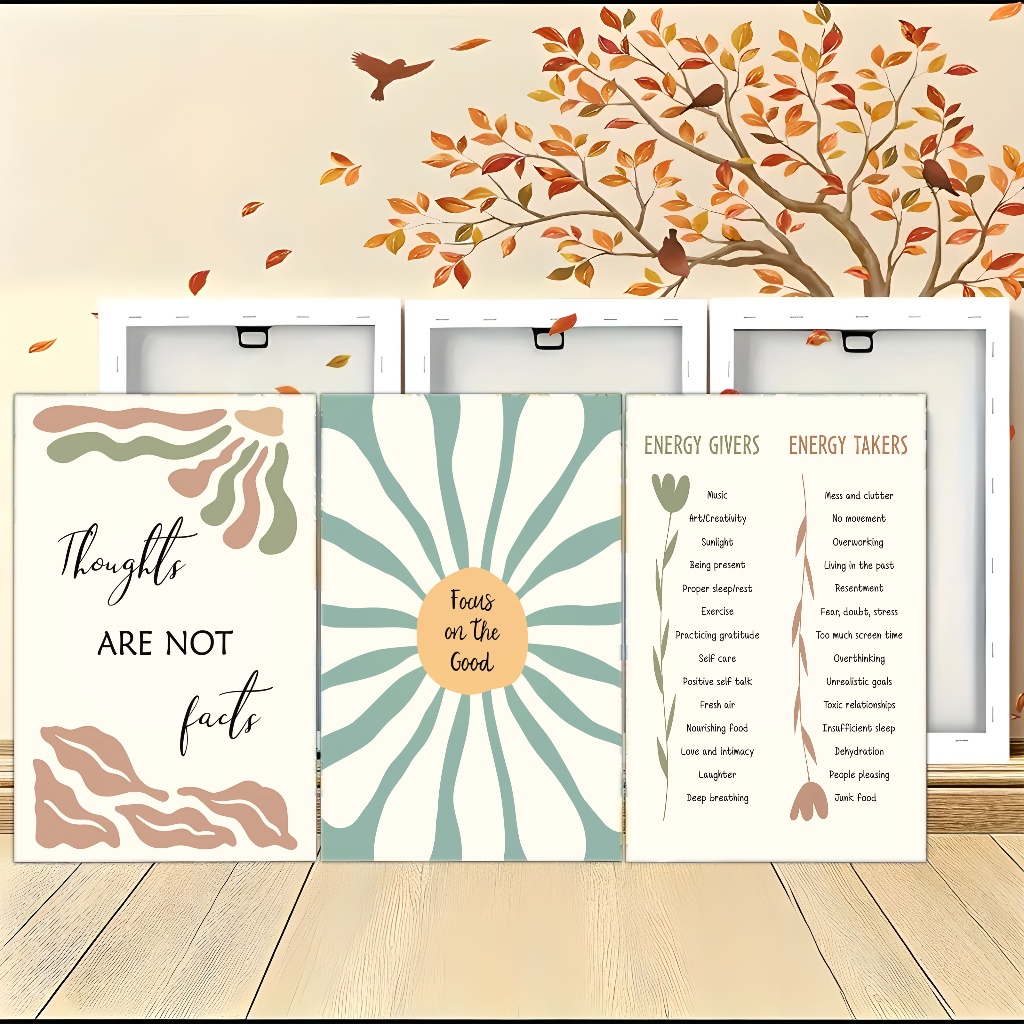 Thoughts
ARE NOT
facts
Focus
on the
Good
ENERGY GIVERS
Music
Art/Creativity
Sunlight
Being present
Proper sleep/rest
Exercise
Practicing gratitude
Self care
Positive self talk
Fresh air
Nourishing food
Love and intimacy
Laughter
Deep breathing
ENERGY TAKERS
Mess and clutter
No movement
Overworking
Living in the past
Resentment
Fear, doubt, stress
Too much screen time
Overthinking
Unrealistic goals
Toxic relationships
Insufficient sleep
Dehydration
People pleasing
Junk food